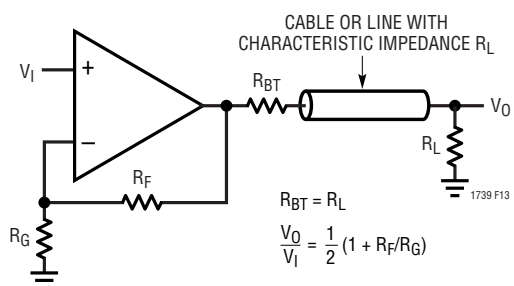 CABLE OR LINE WITH
CHARACTERISTIC IMPEDANCE RL
VI
+
–
RBT
VO
RL
RF
RG
1739 F13
RBT = RL
VO/VI = 1/2 (1 + RF/RG)